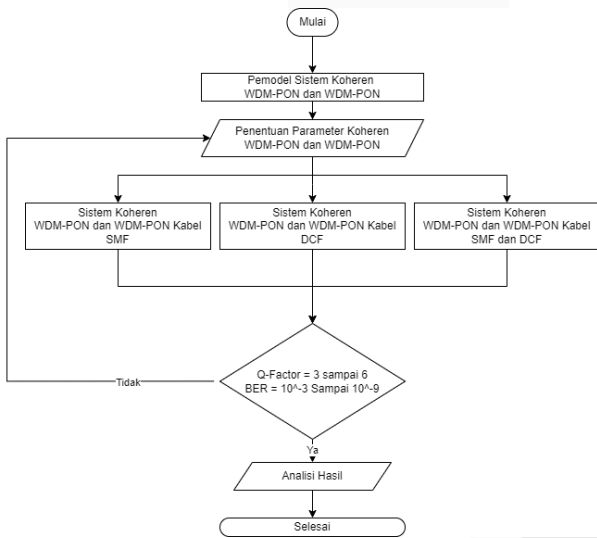 Mulai
Pemodel Sistem Koheren
WDM-PON dan WDM-PON
Penentuan Parameter Koheren
WDM-PON dan WDM-PON
Sistem Koheren
WDM-PON dan WDM-PON Kabel
SMF
Sistem Koheren
WDM-PON dan WDM-PON Kabel
DCF
Sistem Koheren
WDM-PON dan WDM-PON Kabel
SMF dan DCF
Q-Factor = 3 sampai 6
BER = 10^-3 Sampai 10^-9
Tidak
Ya
Analisi Hasil
Selesai